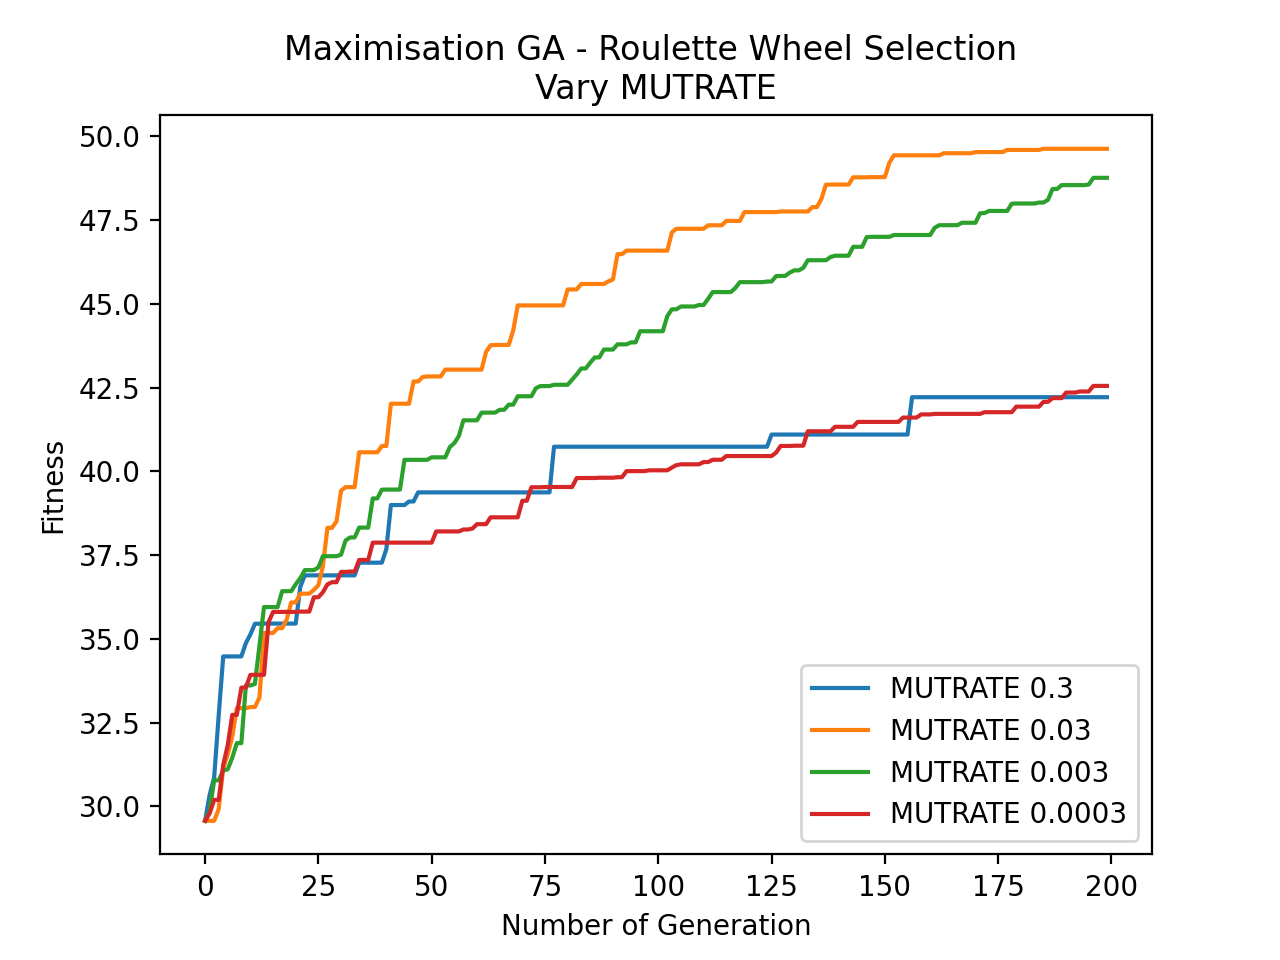 Maximisation GA - Roulette Wheel Selection
Vary MUTRATE
50.0
47.5
45.0
42.5
40.0
37.5
35.0
32.5
30.0
Fitness
MUTRATE 0.3
MUTRATE 0.03
MUTRATE 0.003
MUTRATE 0.0003
0 25 50 75 100 125 150 175 200
Number of Generation